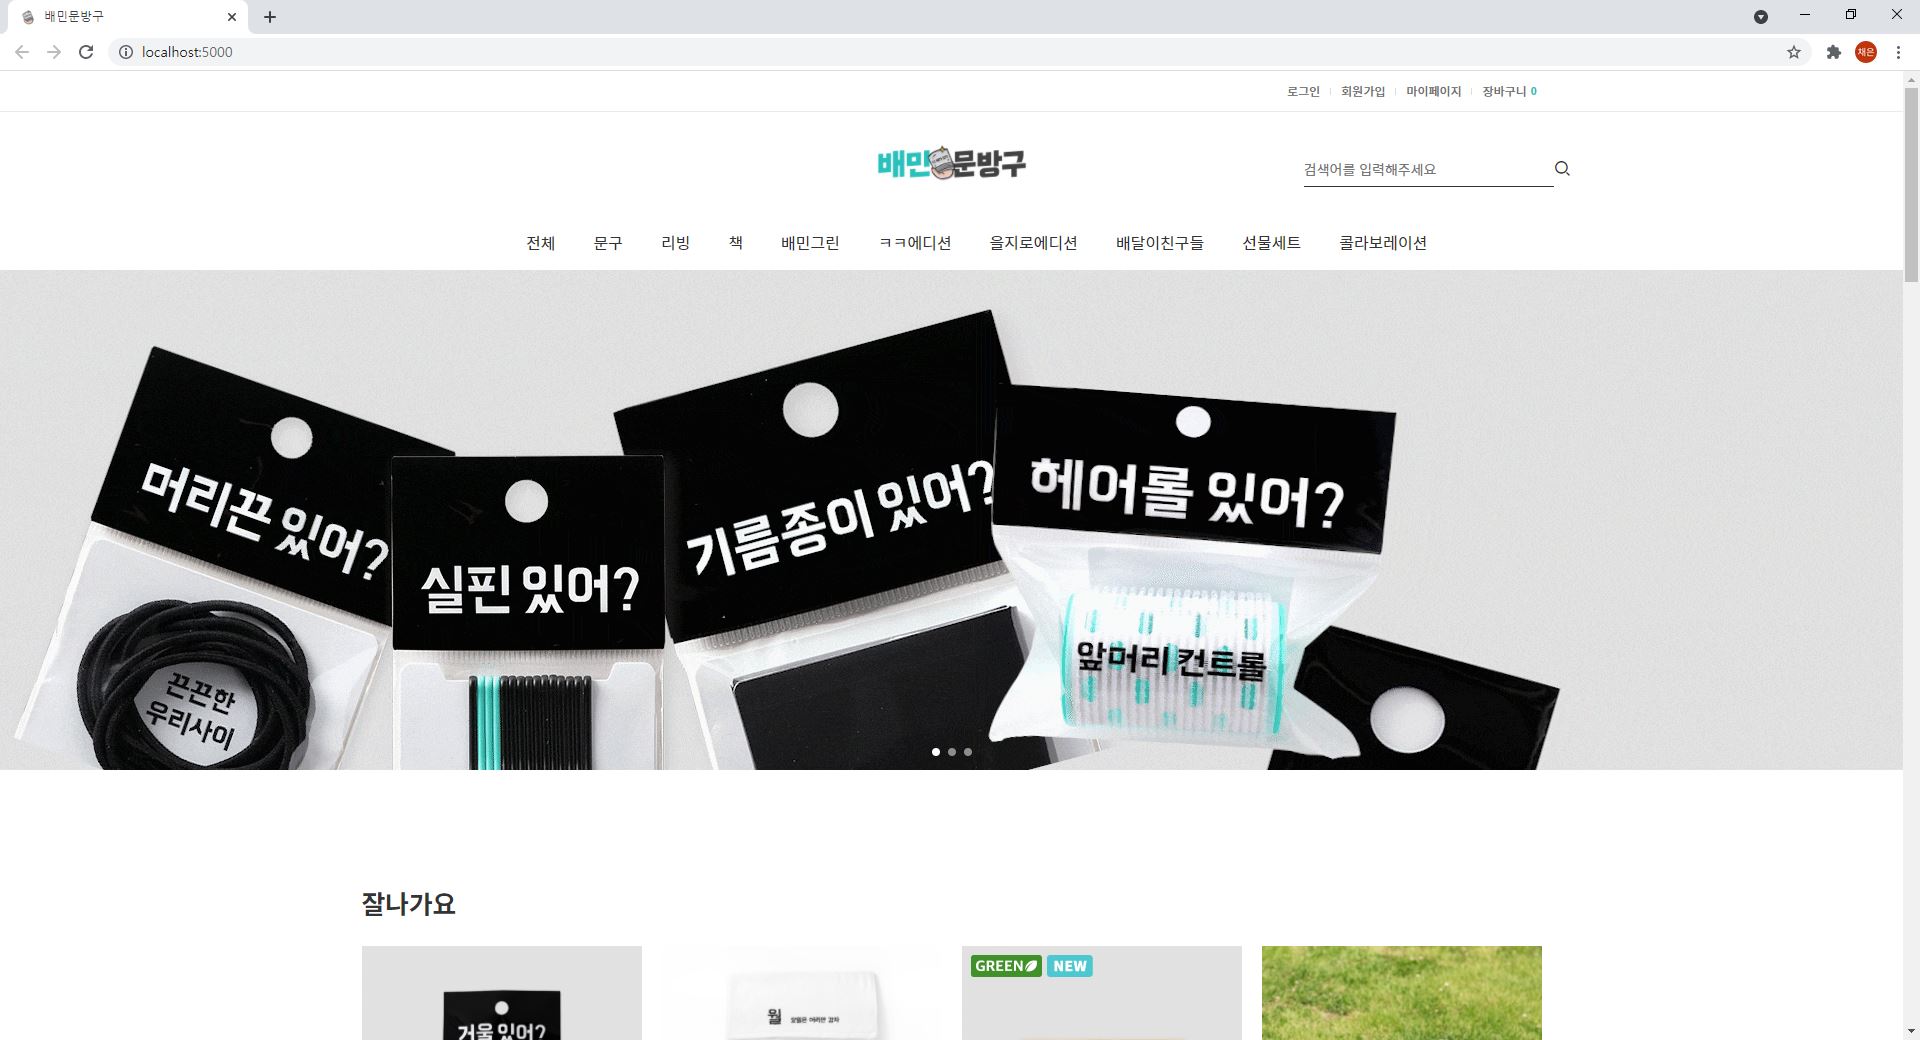 배민문방구
localhost:5000
채은
로그인 회원가입 마이페이지 장바구니 0
배민문방구
검색어를 입력해주세요
전체 문구 리빙 책 배민그린 ㅋㅋ에디션 을지로에디션 배달이친구들 선물세트 콜라보레이션
머리끈 있어?
실핀 있어?
기름종이 있어?
헤어롤 있어?
끈끈한
우리사이
앞머리 컨트롤
잘나가요
GREEN NEW
거울 있어?